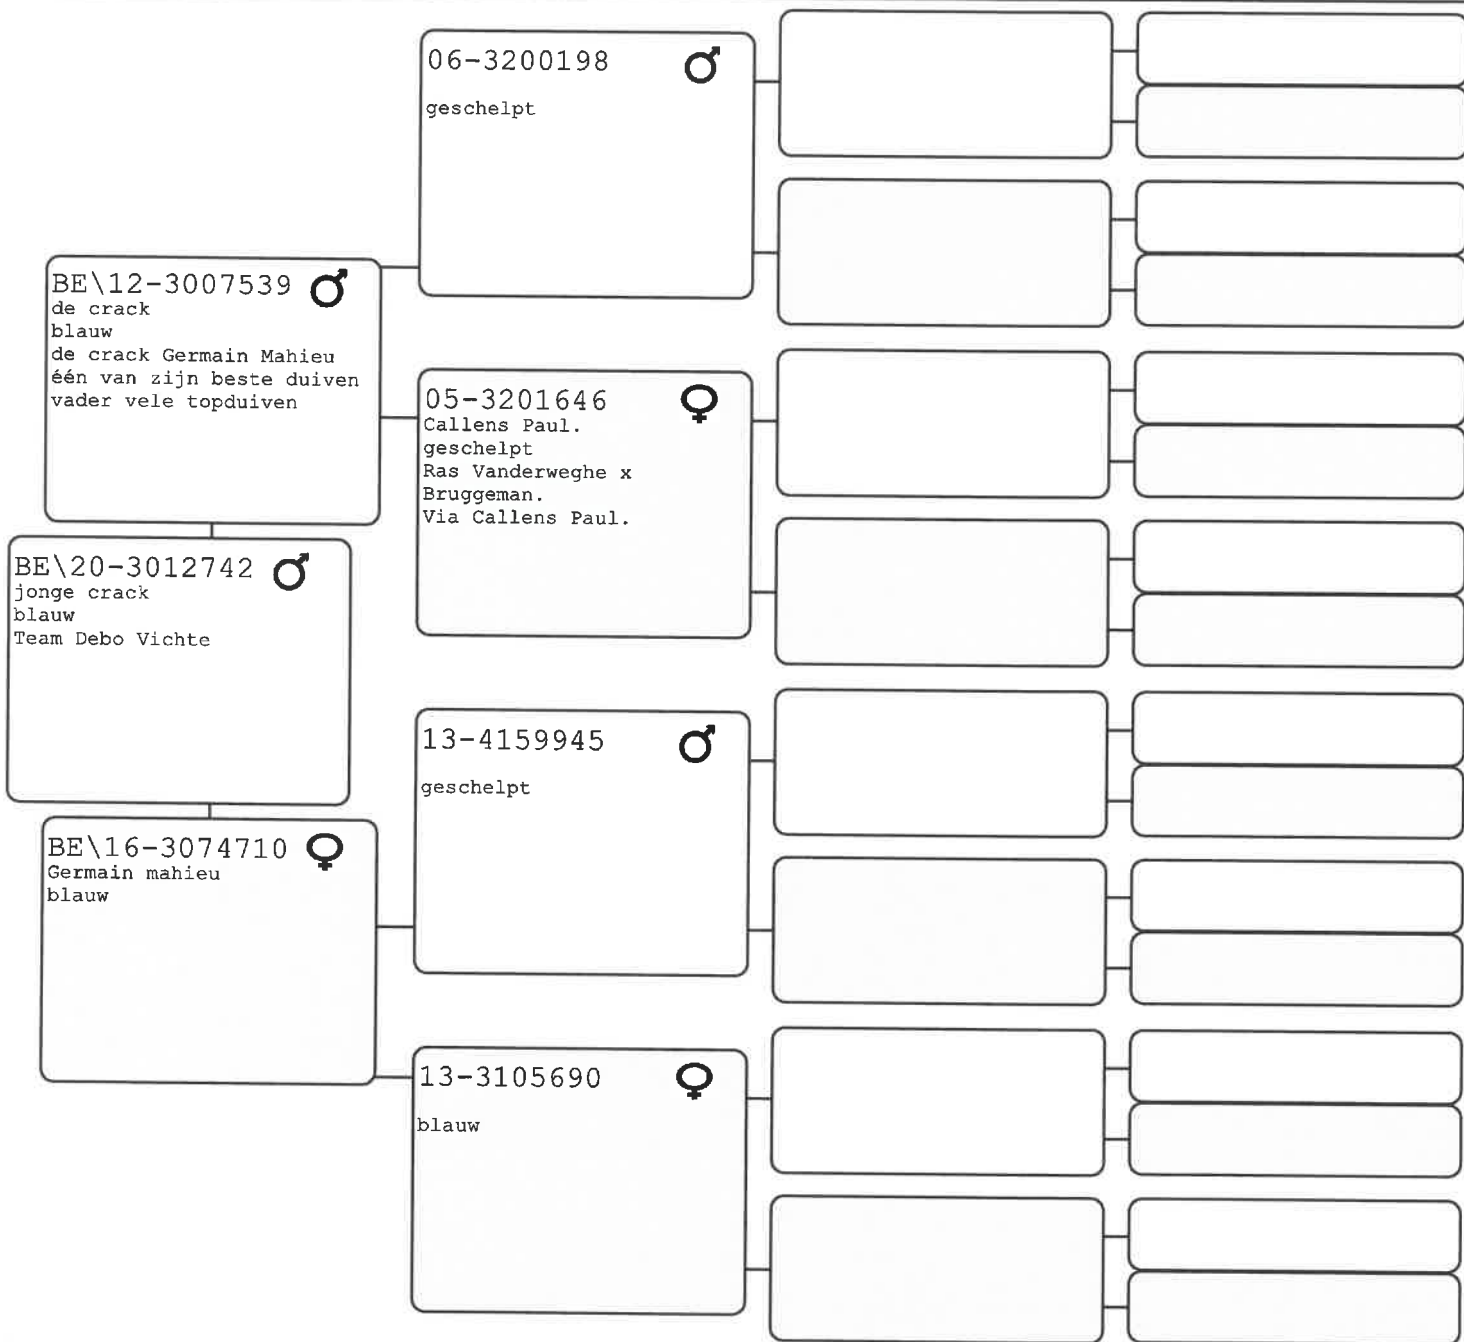 06-3200198
geschelpt
BE\12-3007539
de crack
blauw
de crack Germain Mahieu
één van zijn beste duiven
vader vele topduiven
05-3201646
Callens Paul.
geschelpt
Ras Vanderweghe x
Bruggeman.
Via Callens Paul.
BE\20-3012742
jonge crack
blauw
Team Debo Vichte
13-4159945
geschelpt
BE\16-3074710
Germain mahieu
blauw
13-3105690
blauw